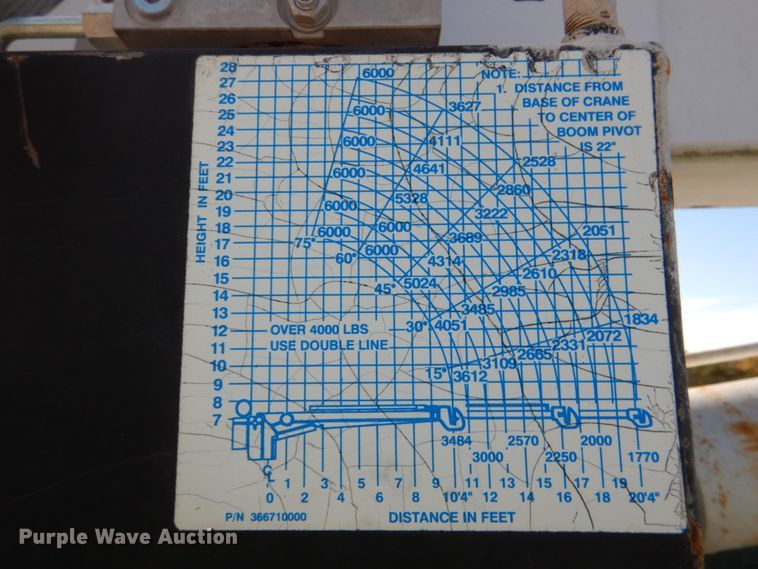 28
27
26
25
24
23
22
21
20
19
18
17
16
15
14
13
12
11
10
9
8
7
HEIGHT IN FEET
NOTE:
1. DISTANCE FROM
BASE OF CRANE
TO CENTER OF
BOOM PIVOT
IS 22"
6000
6000 3627
6000 4111 2528
6000 4641 2860
6000 5328 3222 2051
75° 6000 6000 3689 2318
60° 6000 4314 2610
45° 5024 2985
30° 4051 3485 2072 1834
15° 3612 3109 2665 2331
OVER 4000 LBS
USE DOUBLE LINE
3484 2570 2000
3000 2250 1770
CL
1 3 5 7 9 11 13 15 17 19
0 2 4 6 8 10'4" 12 14 16 18 20'4"
P/N 366710000
DISTANCE IN FEET
Purple Wave Auction